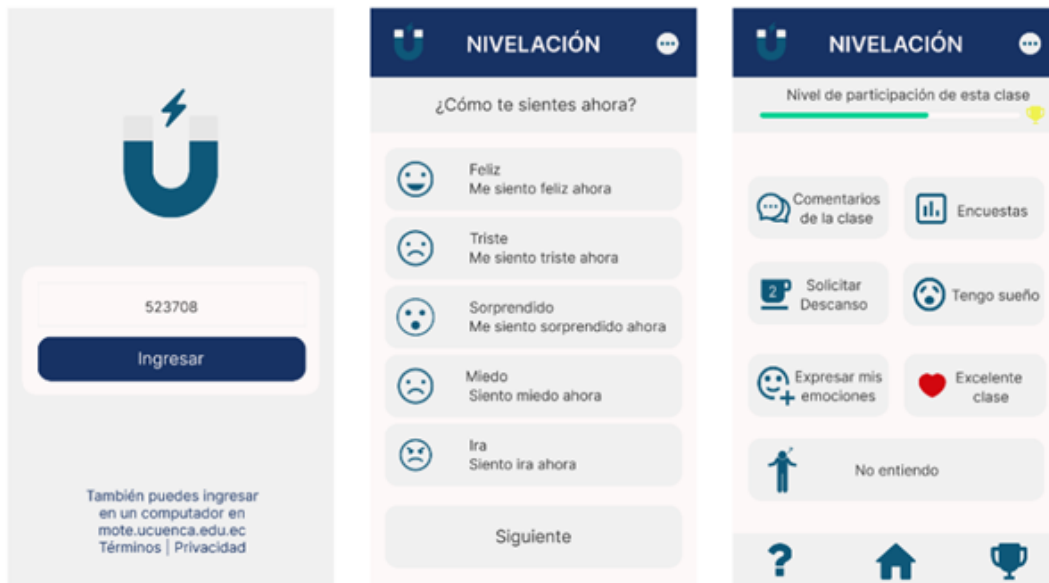 523708
Ingresar
También puedes ingresar
en un computador en
mote.ucuenca.edu.ec
Términos | Privacidad
NIVELACIÓN
¿Cómo te sientes ahora?
Feliz
Me siento feliz ahora
Triste
Me siento triste ahora
Sorprendido
Me siento sorprendido ahora
Miedo
Siento miedo ahora
Ira
Siento ira ahora
Siguiente
NIVELACIÓN
Nivel de participación de esta clase
Comentarios
de la clase
Encuestas
2
Solicitar
Descanso
Tengo sueño
Expresar mis
emociones
Excelente
clase
No entiendo
?